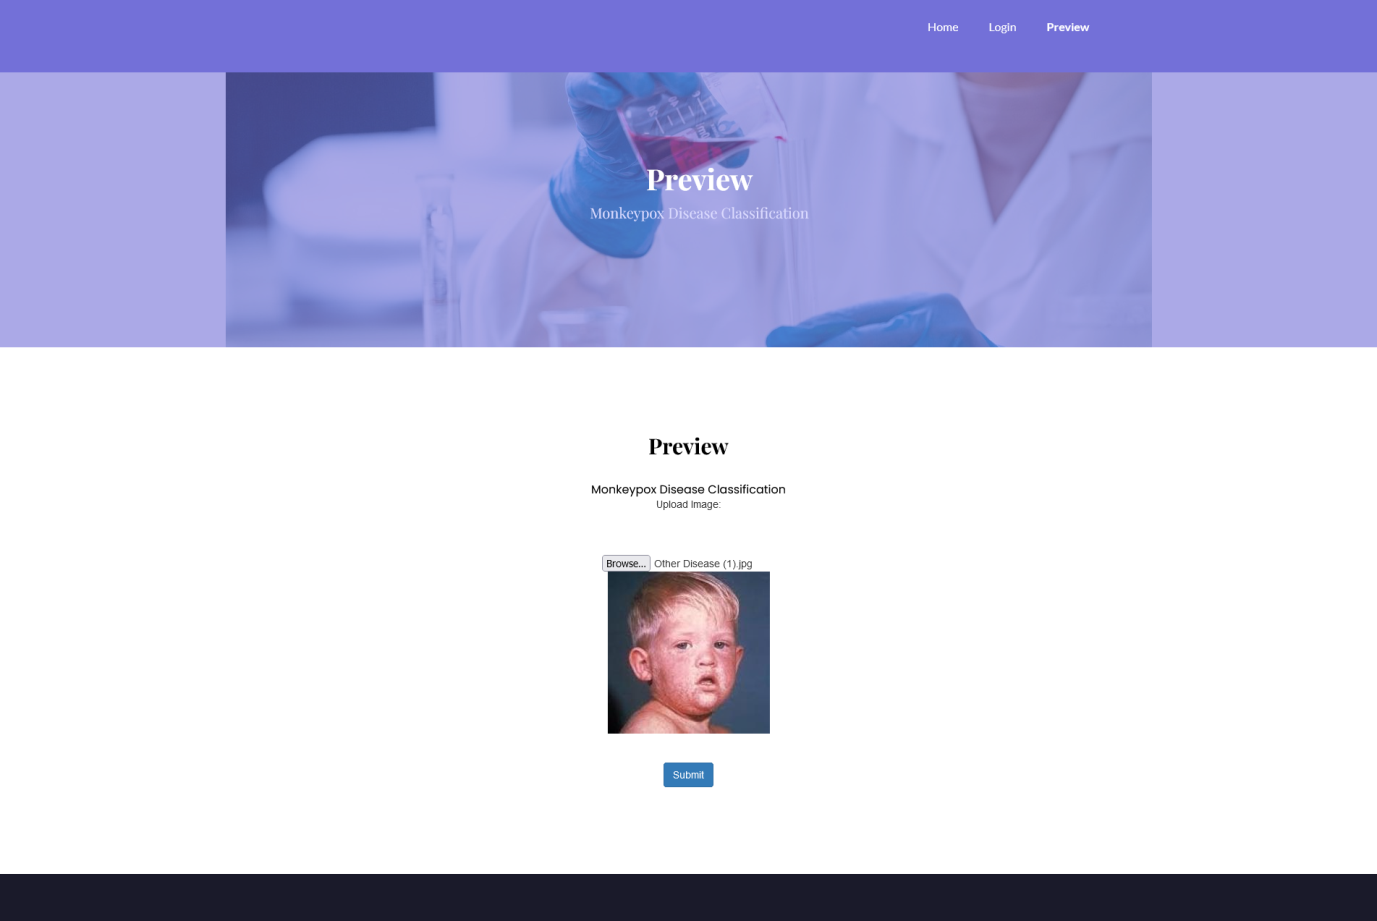 Home Login Preview
Preview
Monkeypox Disease Classification
Preview
Monkeypox Disease Classification
Upload Image:
Browse... Other Disease (1).jpg
Submit